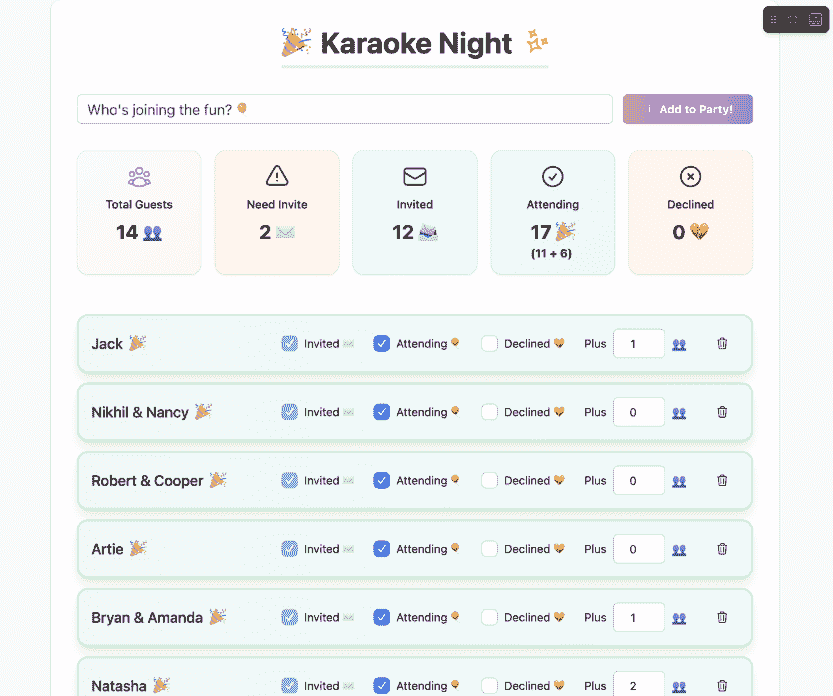 Karaoke Night
Who's joining the fun?
Add to Party!
Total Guests
14
Need Invite
2
Invited
12
Attending
17
(11 + 6)
Declined
0
Jack Invited Attending Declined Plus 1
Nikhil & Nancy Invited Attending Declined Plus 0
Robert & Cooper Invited Attending Declined Plus 0
Artie Invited Attending Declined Plus 0
Bryan & Amanda Invited Attending Declined Plus 1
Natasha Invited Attending Declined Plus 2